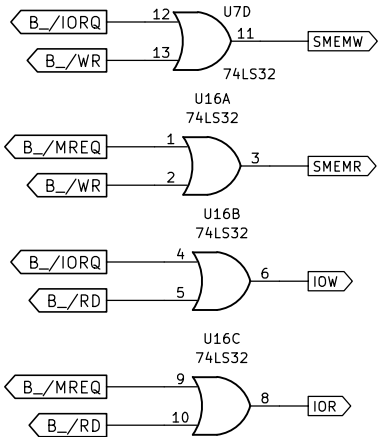 U7D
B_/IORQ 12
11 SMEMW
B_/WR 13
74LS32
U16A
74LS32
B_/MREQ 1
3 SMEMR
B_/WR 2
U16B
74LS32
B_/IORQ 4
6 IOW
B_/RD 5
U16C
74LS32
B_/MREQ 9
8 IOR
B_/RD 10